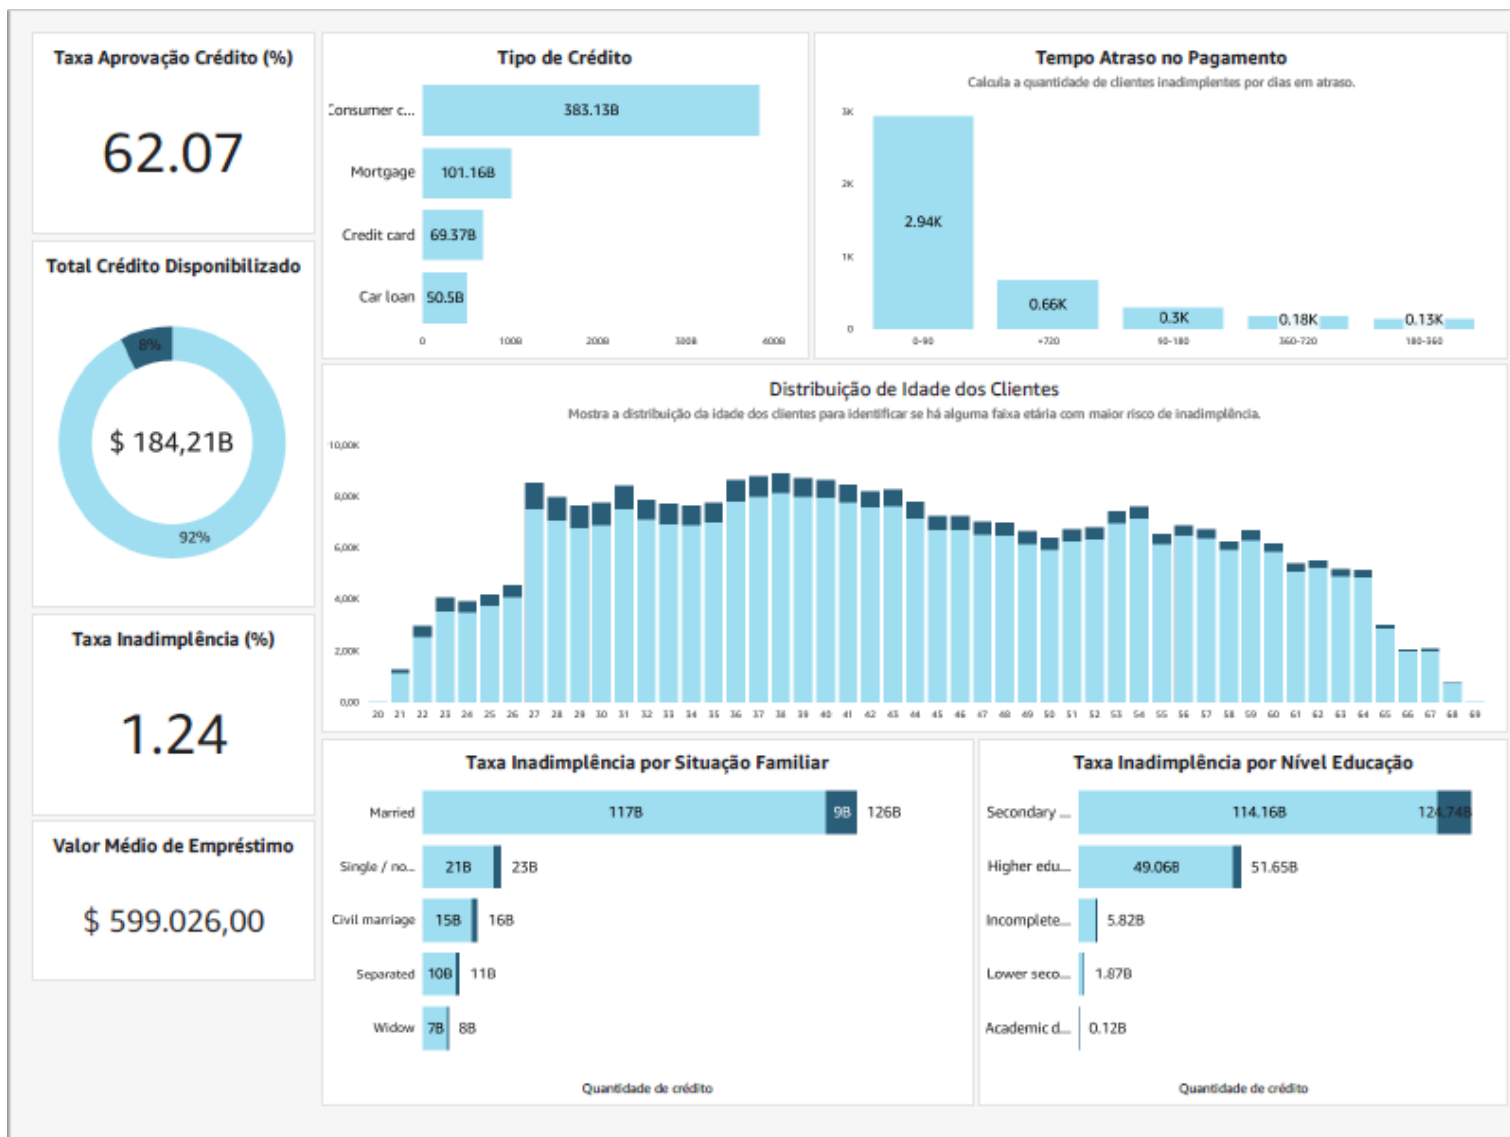 Taxa Aprovação Crédito (%)
62.07
Total Crédito Disponibilizado
8%
$ 184,21B
92%
Taxa Inadimplência (%)
1.24
Valor Médio de Empréstimo
$ 599.026,00
Tipo de Crédito
Consumer c...
383.13B
Mortgage
101.16B
Credit card
69.37B
Car loan
50.5B
0 100B 200B 300B 400B
Tempo Atraso no Pagamento
Calcula a quantidade de clientes inadimplentes por dias em atraso.
3K
2K
1K
0
2.94K
0.66K
0.3K
0.18K
0.13K
0-90 +720 90-180 360-720 180-360
Distribuição de Idade dos Clientes
Mostra a distribuição da idade dos clientes para identificar se há alguma faixa etária com maior risco de inadimplência.
10,00K
8,00K
6,00K
4,00K
2,00K
0,00
20 21 22 23 24 25 26 27 28 29 30 31 32 33 34 35 36 37 38 39 40 41 42 43 44 45 46 47 48 49 50 51 52 53 54 55 56 57 58 59 60 61 62 63 64 65 66 67 68 69
Taxa Inadimplência por Situação Familiar
Married 117B 9B 126B
Single / no... 21B 23B
Civil marriage 15B 16B
Separated 10B 11B
Widow 7B 8B
Quantidade de crédito
Taxa Inadimplência por Nível Educação
Secondary ... 114.16B 124.74B
Higher edu... 49.06B 51.65B
Incomplete... 5.82B
Lower seco... 1.87B
Academic d... 0.12B
Quantidade de crédito